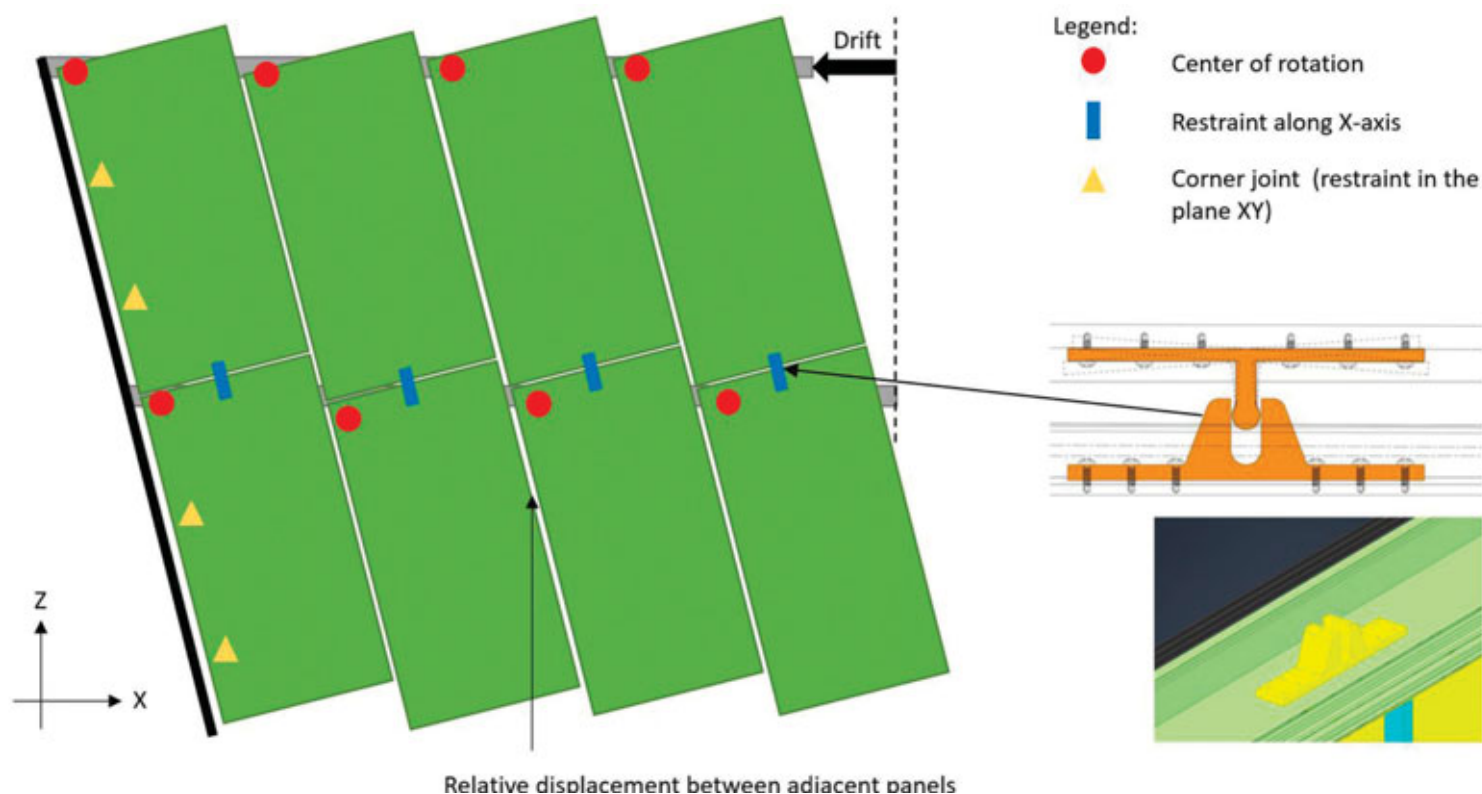 Drift
Legend:
Center of rotation
Restraint along X-axis
Corner joint (restraint in the
plane XY)
Z
X
Relative displacement between adjacent panels